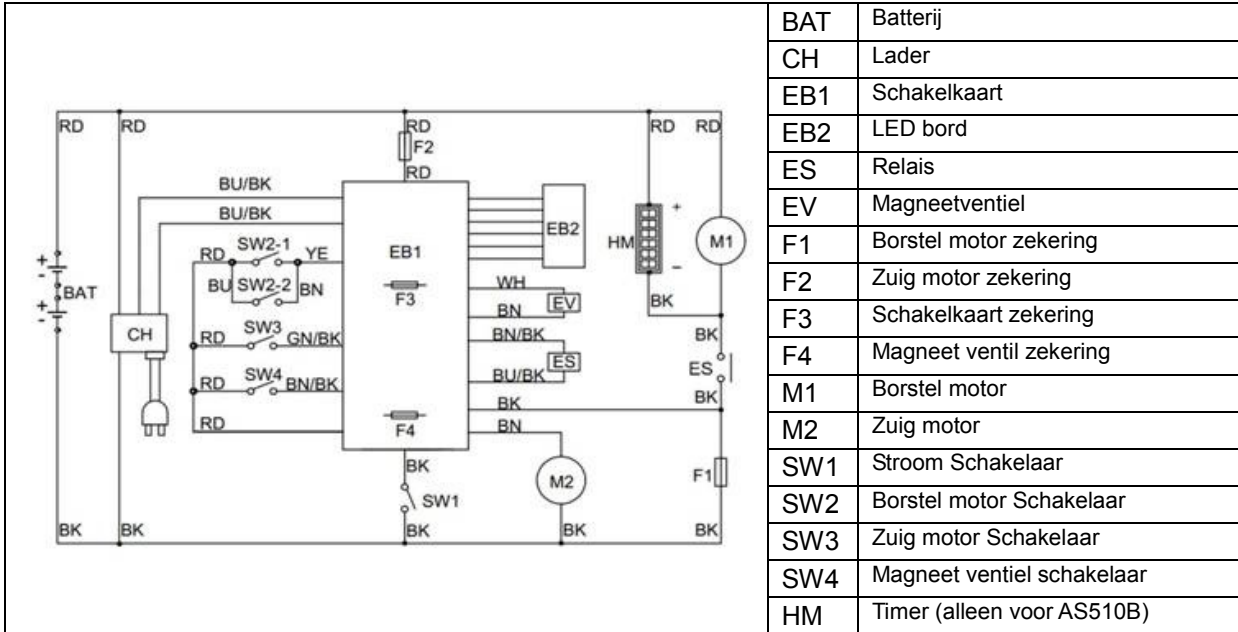 RD RD RD RD RD
F2
RD
BU/BK
BU/BK
SW2-1
RD YE
BU SW2-2 BN
SW3
RD GN/BK
SW4
RD BN/BK
RD
+
-
+
-
BAT
CH
EB1
F3
F4
EB2
WH
EV
BN
BN/BK
ES
BU/BK
BK
BN
M2
HM
+
−
M1
BK
BK
ES
BK
F1
BK
SW1
BK BK BK BK BK
BAT Batterij
CH Lader
EB1 Schakelkaart
EB2 LED bord
ES Relais
EV Magneetventiel
F1 Borstel motor zekering
F2 Zuig motor zekering
F3 Schakelkaart zekering
F4 Magneet ventil zekering
M1 Borstel motor
M2 Zuig motor
SW1 Stroom Schakelaar
SW2 Borstel motor Schakelaar
SW3 Zuig motor Schakelaar
SW4 Magneet ventiel schakelaar
HM Timer (alleen voor AS510B)